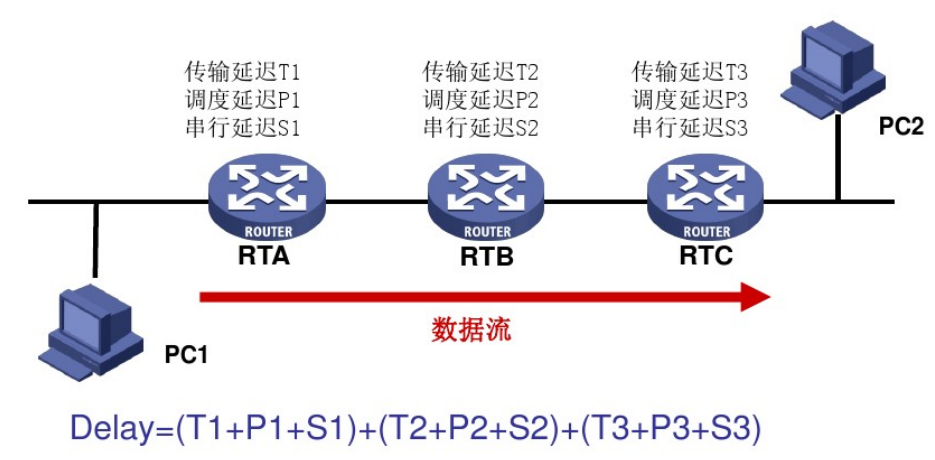 传输延迟T1
调度延迟P1
串行延迟S1
传输延迟T2
调度延迟P2
串行延迟S2
传输延迟T3
调度延迟P3
串行延迟S3
PC2
ROUTER
RTA
ROUTER
RTB
ROUTER
RTC
数据流
PC1
Delay=(T1+P1+S1)+(T2+P2+S2)+(T3+P3+S3)